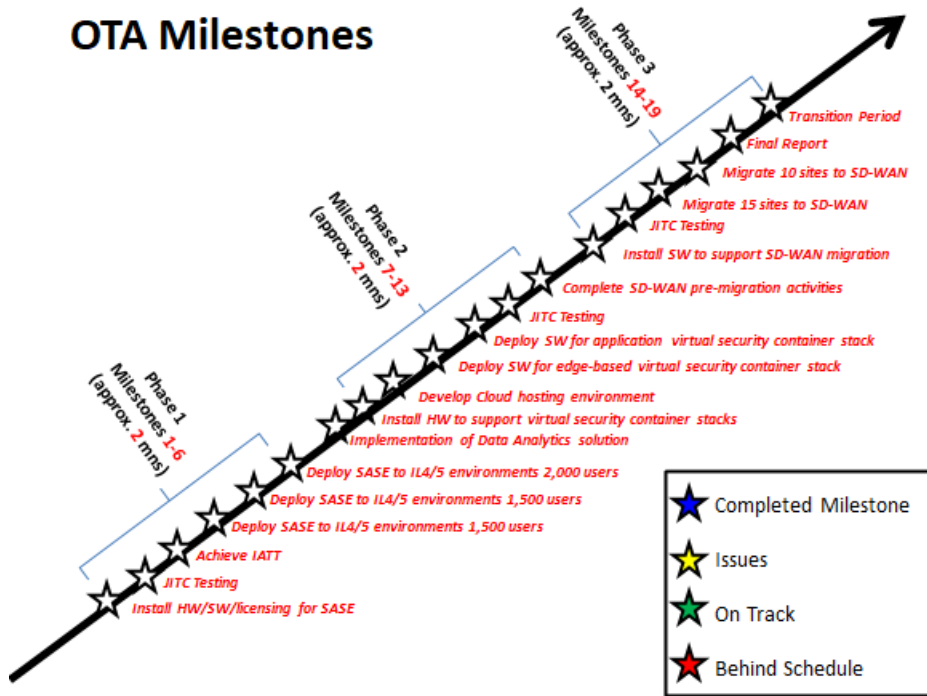 OTA Milestones
Phase 3
Milestones 14-19
(approx. 2 mns)
Transition Period
Final Report
Migrate 10 sites to SD-WAN
Migrate 15 sites to SD-WAN
JITC Testing
Install SW to support SD-WAN migration
Phase 2
Milestones 7-13
(approx. 2 mns)
Complete SD-WAN pre-migration activities
JITC Testing
Deploy SW for application virtual security container stack
Deploy SW for edge-based virtual security container stack
Develop Cloud hosting environment
Install HW to support virtual security container stacks
Implementation of Data Analytics solution
Phase 1
Milestones 1-6
(approx. 2 mns)
Deploy SASE to IL4/5 environments 2,000 users
Deploy SASE to IL4/5 environments 1,500 users
Deploy SASE to IL4/5 environments 1,500 users
Achieve IATT
JITC Testing
Install HW/SW/licensing for SASE
Completed Milestone
Issues
On Track
Behind Schedule